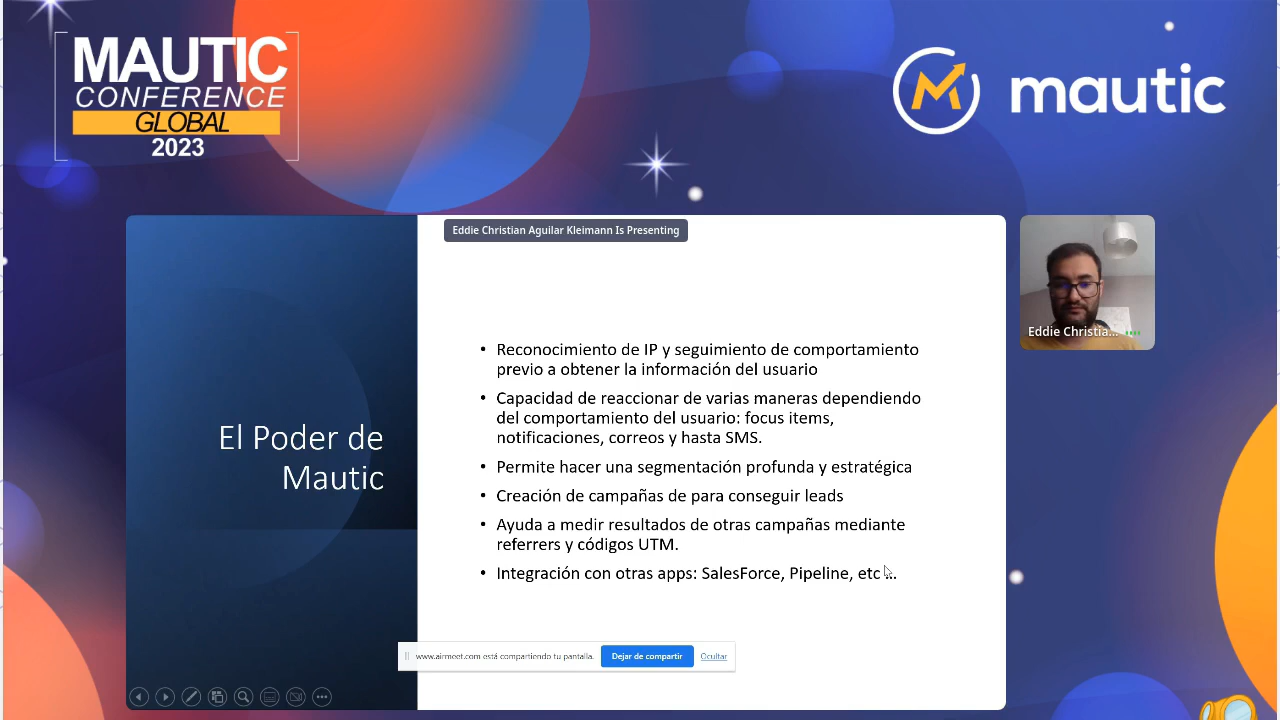 MAUTIC
CONFERENCE
GLOBAL
2023
mautic
Eddie Christian Aguilar Kleimann Is Presenting
Eddie Christia...
El Poder de
Mautic
• Reconocimiento de IP y seguimiento de comportamiento
previo a obtener la información del usuario
• Capacidad de reaccionar de varias maneras dependiendo
del comportamiento del usuario: focus items,
notificaciones, correos y hasta SMS.
• Permite hacer una segmentación profunda y estratégica
• Creación de campañas de para conseguir leads
• Ayuda a medir resultados de otras campañas mediante
referrers y códigos UTM.
• Integración con otras apps: SalesForce, Pipeline, etc ...
www.airmeet.com está compartiendo tu pantalla. Dejar de compartir Ocultar